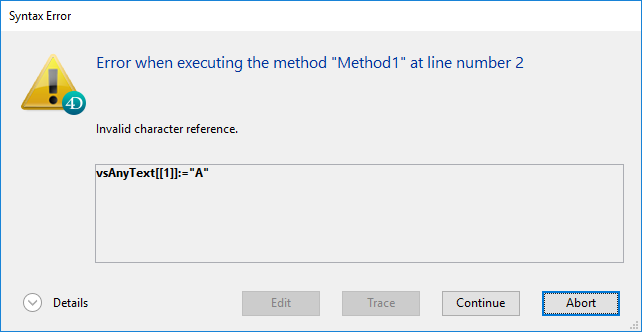 Syntax Error
Error when executing the method "Method1" at line number 2
4D
Invalid character reference.
vsAnyText[[1]]:="A"
Details
Edit
Trace
Continue
Abort